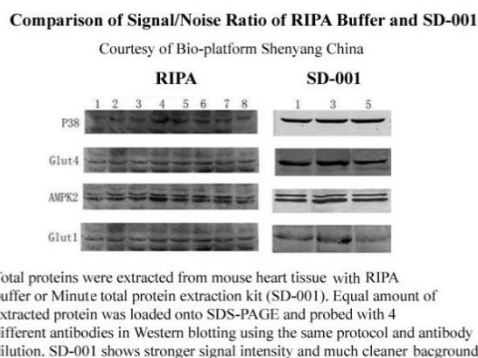 Comparison of Signal/Noise Ratio of RIPA Buffer and SD-001
Courtesy of Bio-platform Shenyang China
RIPA SD-001
1 2 3 4 5 6 7 8 1 3 5
P38
Glut4
AMPK2
Glut1
otal proteins were extracted from mouse heart tissue with RIPA
uffer or Minute total protein extraction kit (SD-001). Equal amount of
xtracted protein was loaded onto SDS-PAGE and probed with 4
ifferent antibodies in Western blotting using the same protocol and antibody
ilution. SD-001 shows stronger signal intensity and much cleaner bacground